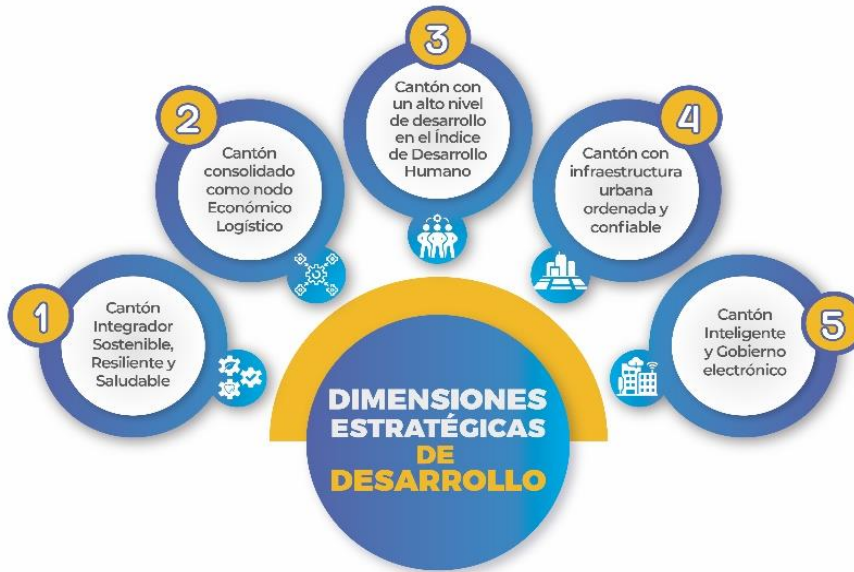 1
Cantón
Integrador
Sostenible,
Resiliente y
Saludable
2
Cantón
consolidado
como nodo
Económico
Logístico
3
Cantón con
un alto nivel
de desarrollo
en el Índice
de Desarrollo
Humano
4
Cantón con
infraestructura
urbana
ordenada y
confiable
5
Cantón
Inteligente
y Gobierno
electrónico
DIMENSIONES
ESTRATÉGICAS
DE
DESARROLLO